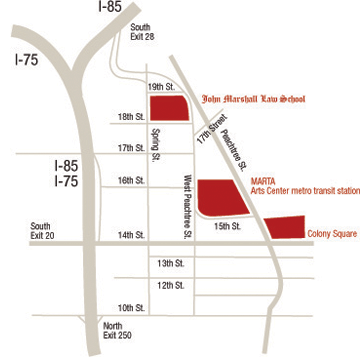 I-85
I-75
South
Exit 28
19th St.
John Marshall Law School
18th St.
17th Street
Peachtree St.
Spring St.
17th St.
I-85
I-75
16th St.
West Peachtree St.
MARTA
Arts Center metro transit station
15th St.
South
Exit 20
14th St.
Colony Square
13th St.
12th St.
10th St.
North
Exit 250